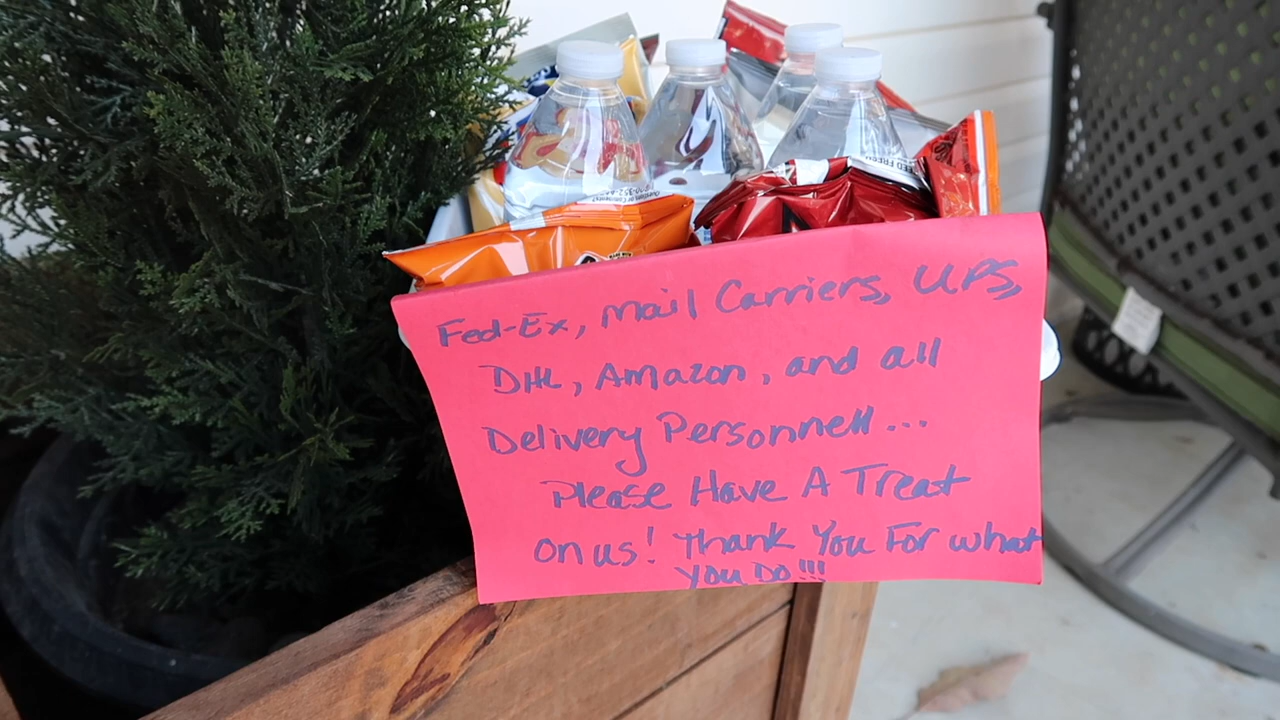 Fed-Ex, Mail Carriers, UPS,
DHL, Amazon, and all
Delivery Personnell...
Please Have A Treat
on us! Thank You For what
You Do!!!